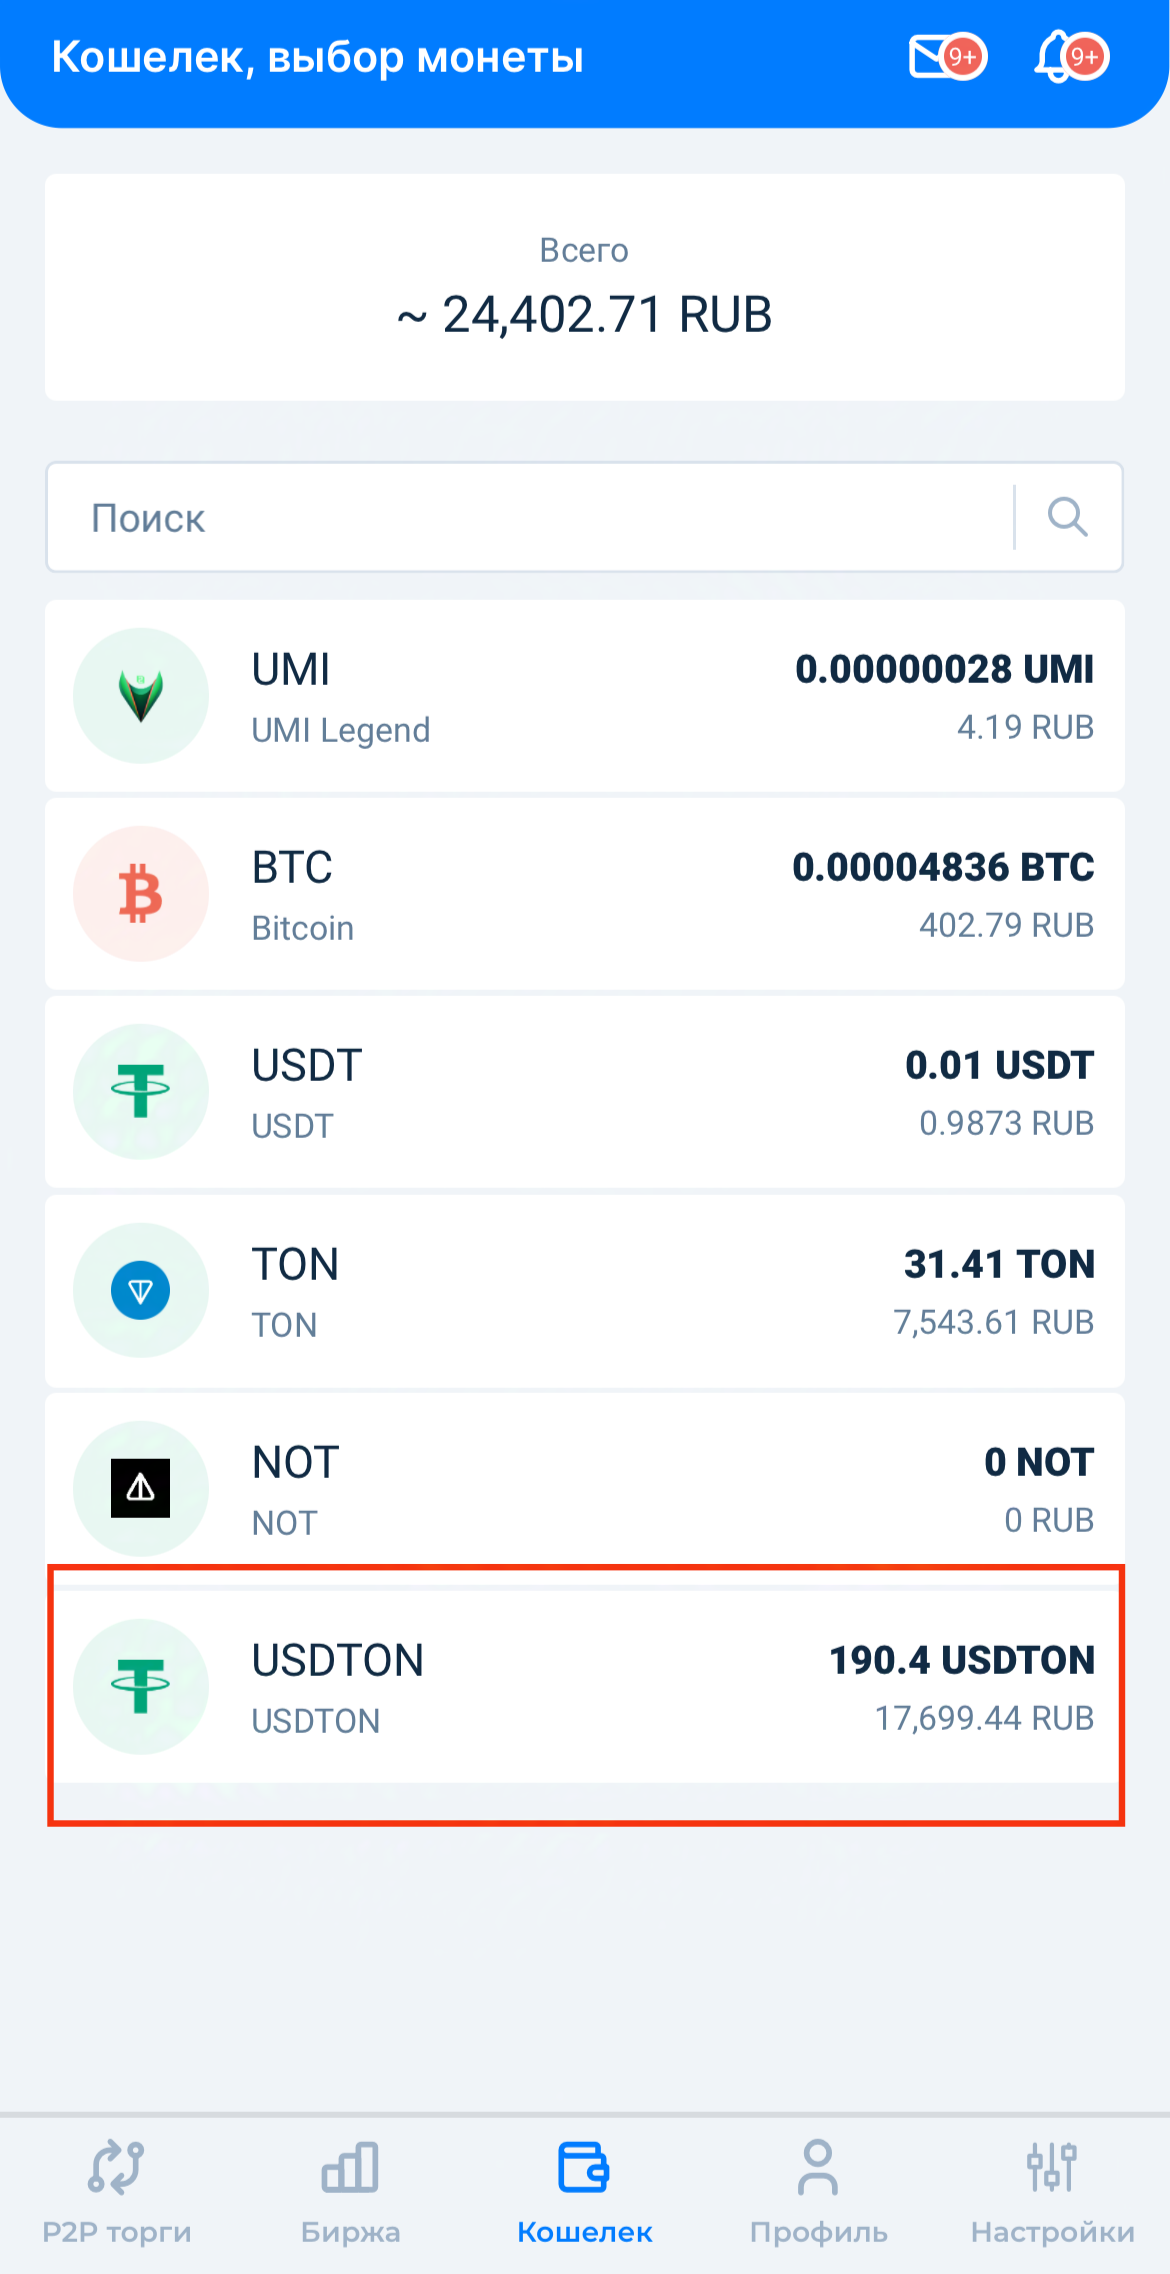 Кошелек, выбор монеты
9+
9+
Всего
~ 24,402.71 RUB
Поиск
UMI
0.00000028 UMI
UMI Legend
4.19 RUB
BTC
0.00004836 BTC
Bitcoin
402.79 RUB
USDT
0.01 USDT
USDT
0.9873 RUB
TON
31.41 TON
TON
7,543.61 RUB
NOT
0 NOT
NOT
0 RUB
USDTON
190.4 USDTON
USDTON
17,699.44 RUB
P2P торги
Биржа
Кошелек
Профиль
Настройки